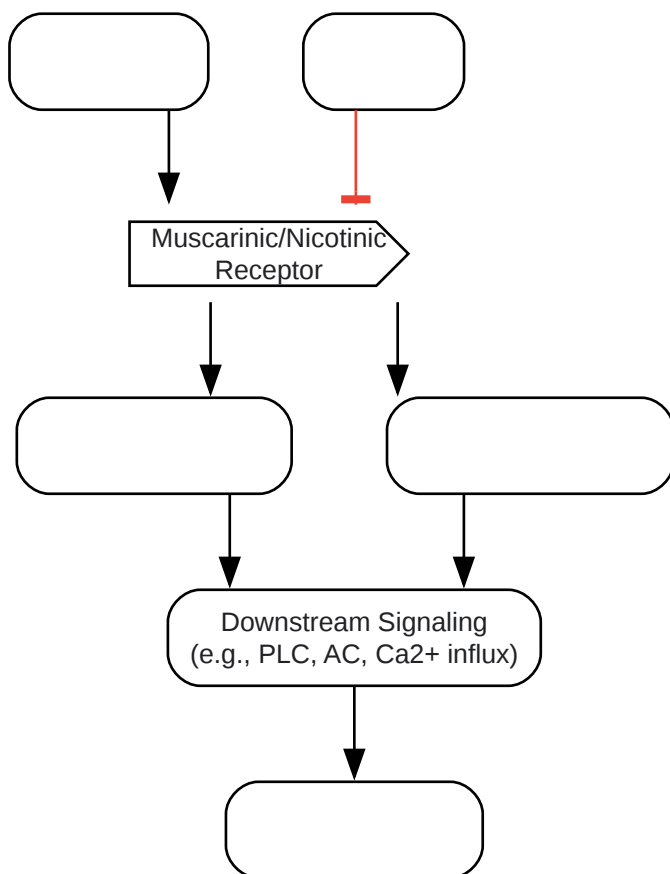 Muscarinic/Nicotinic
Receptor
Downstream Signaling
(e.g., PLC, AC, Ca2+ influx)